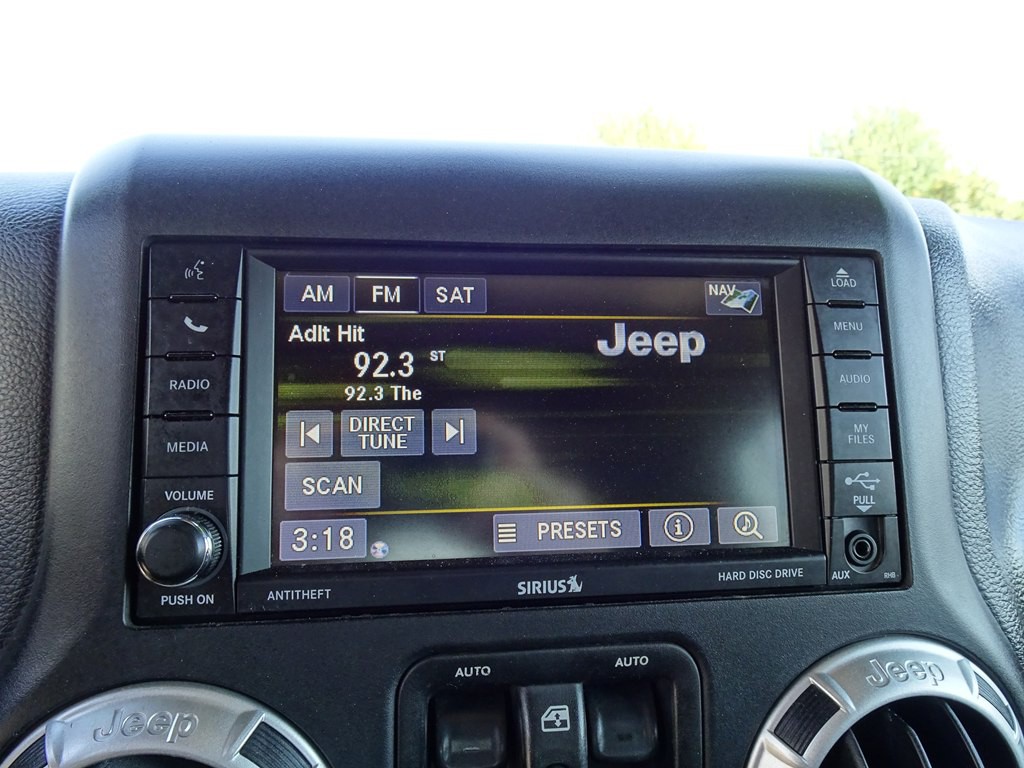 AM FM SAT NAV
Adlt Hit
Jeep
92.3 ST
92.3 The
DIRECT
TUNE
SCAN
3:18
PRESETS
RADIO
MEDIA
VOLUME
PUSH ON
ANTITHEFT
SIRIUS
HARD DISC DRIVE
LOAD
MENU
AUDIO
MY
FILES
PULL
AUX
RHB
AUTO
AUTO
Jeep
Jeep